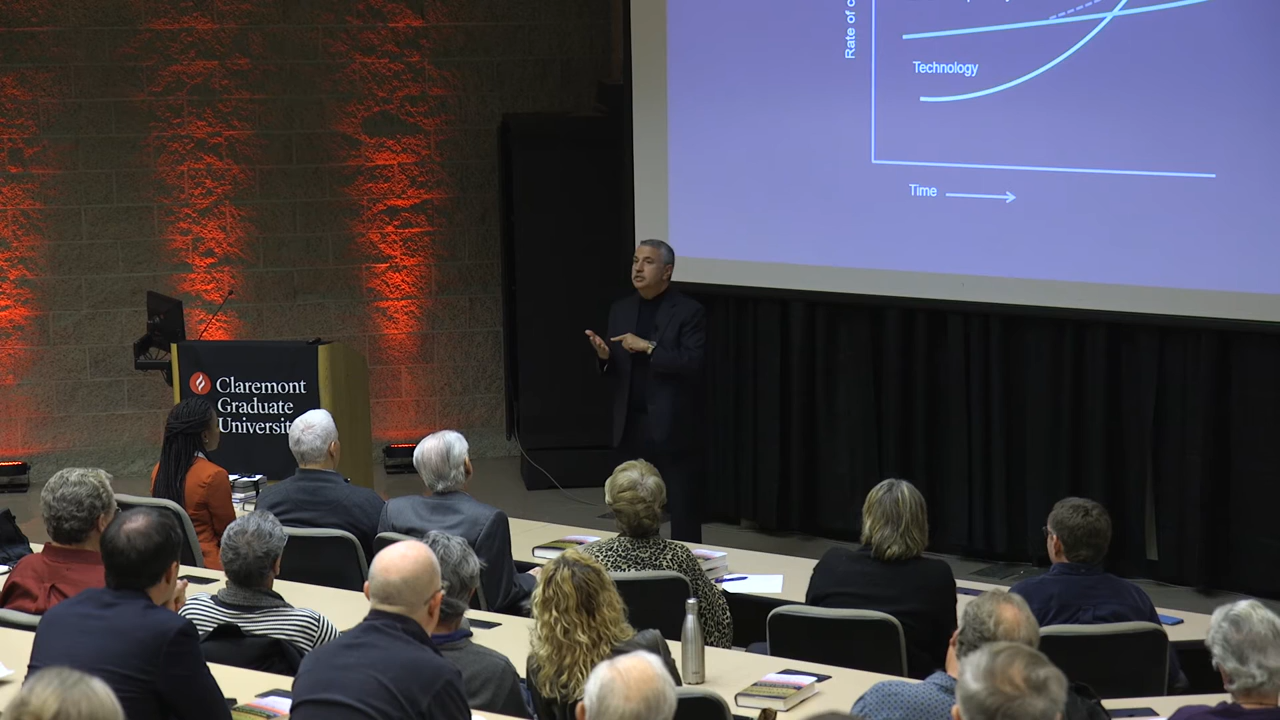 Rate of c
Technology
Time
Claremont
Graduate
Universit